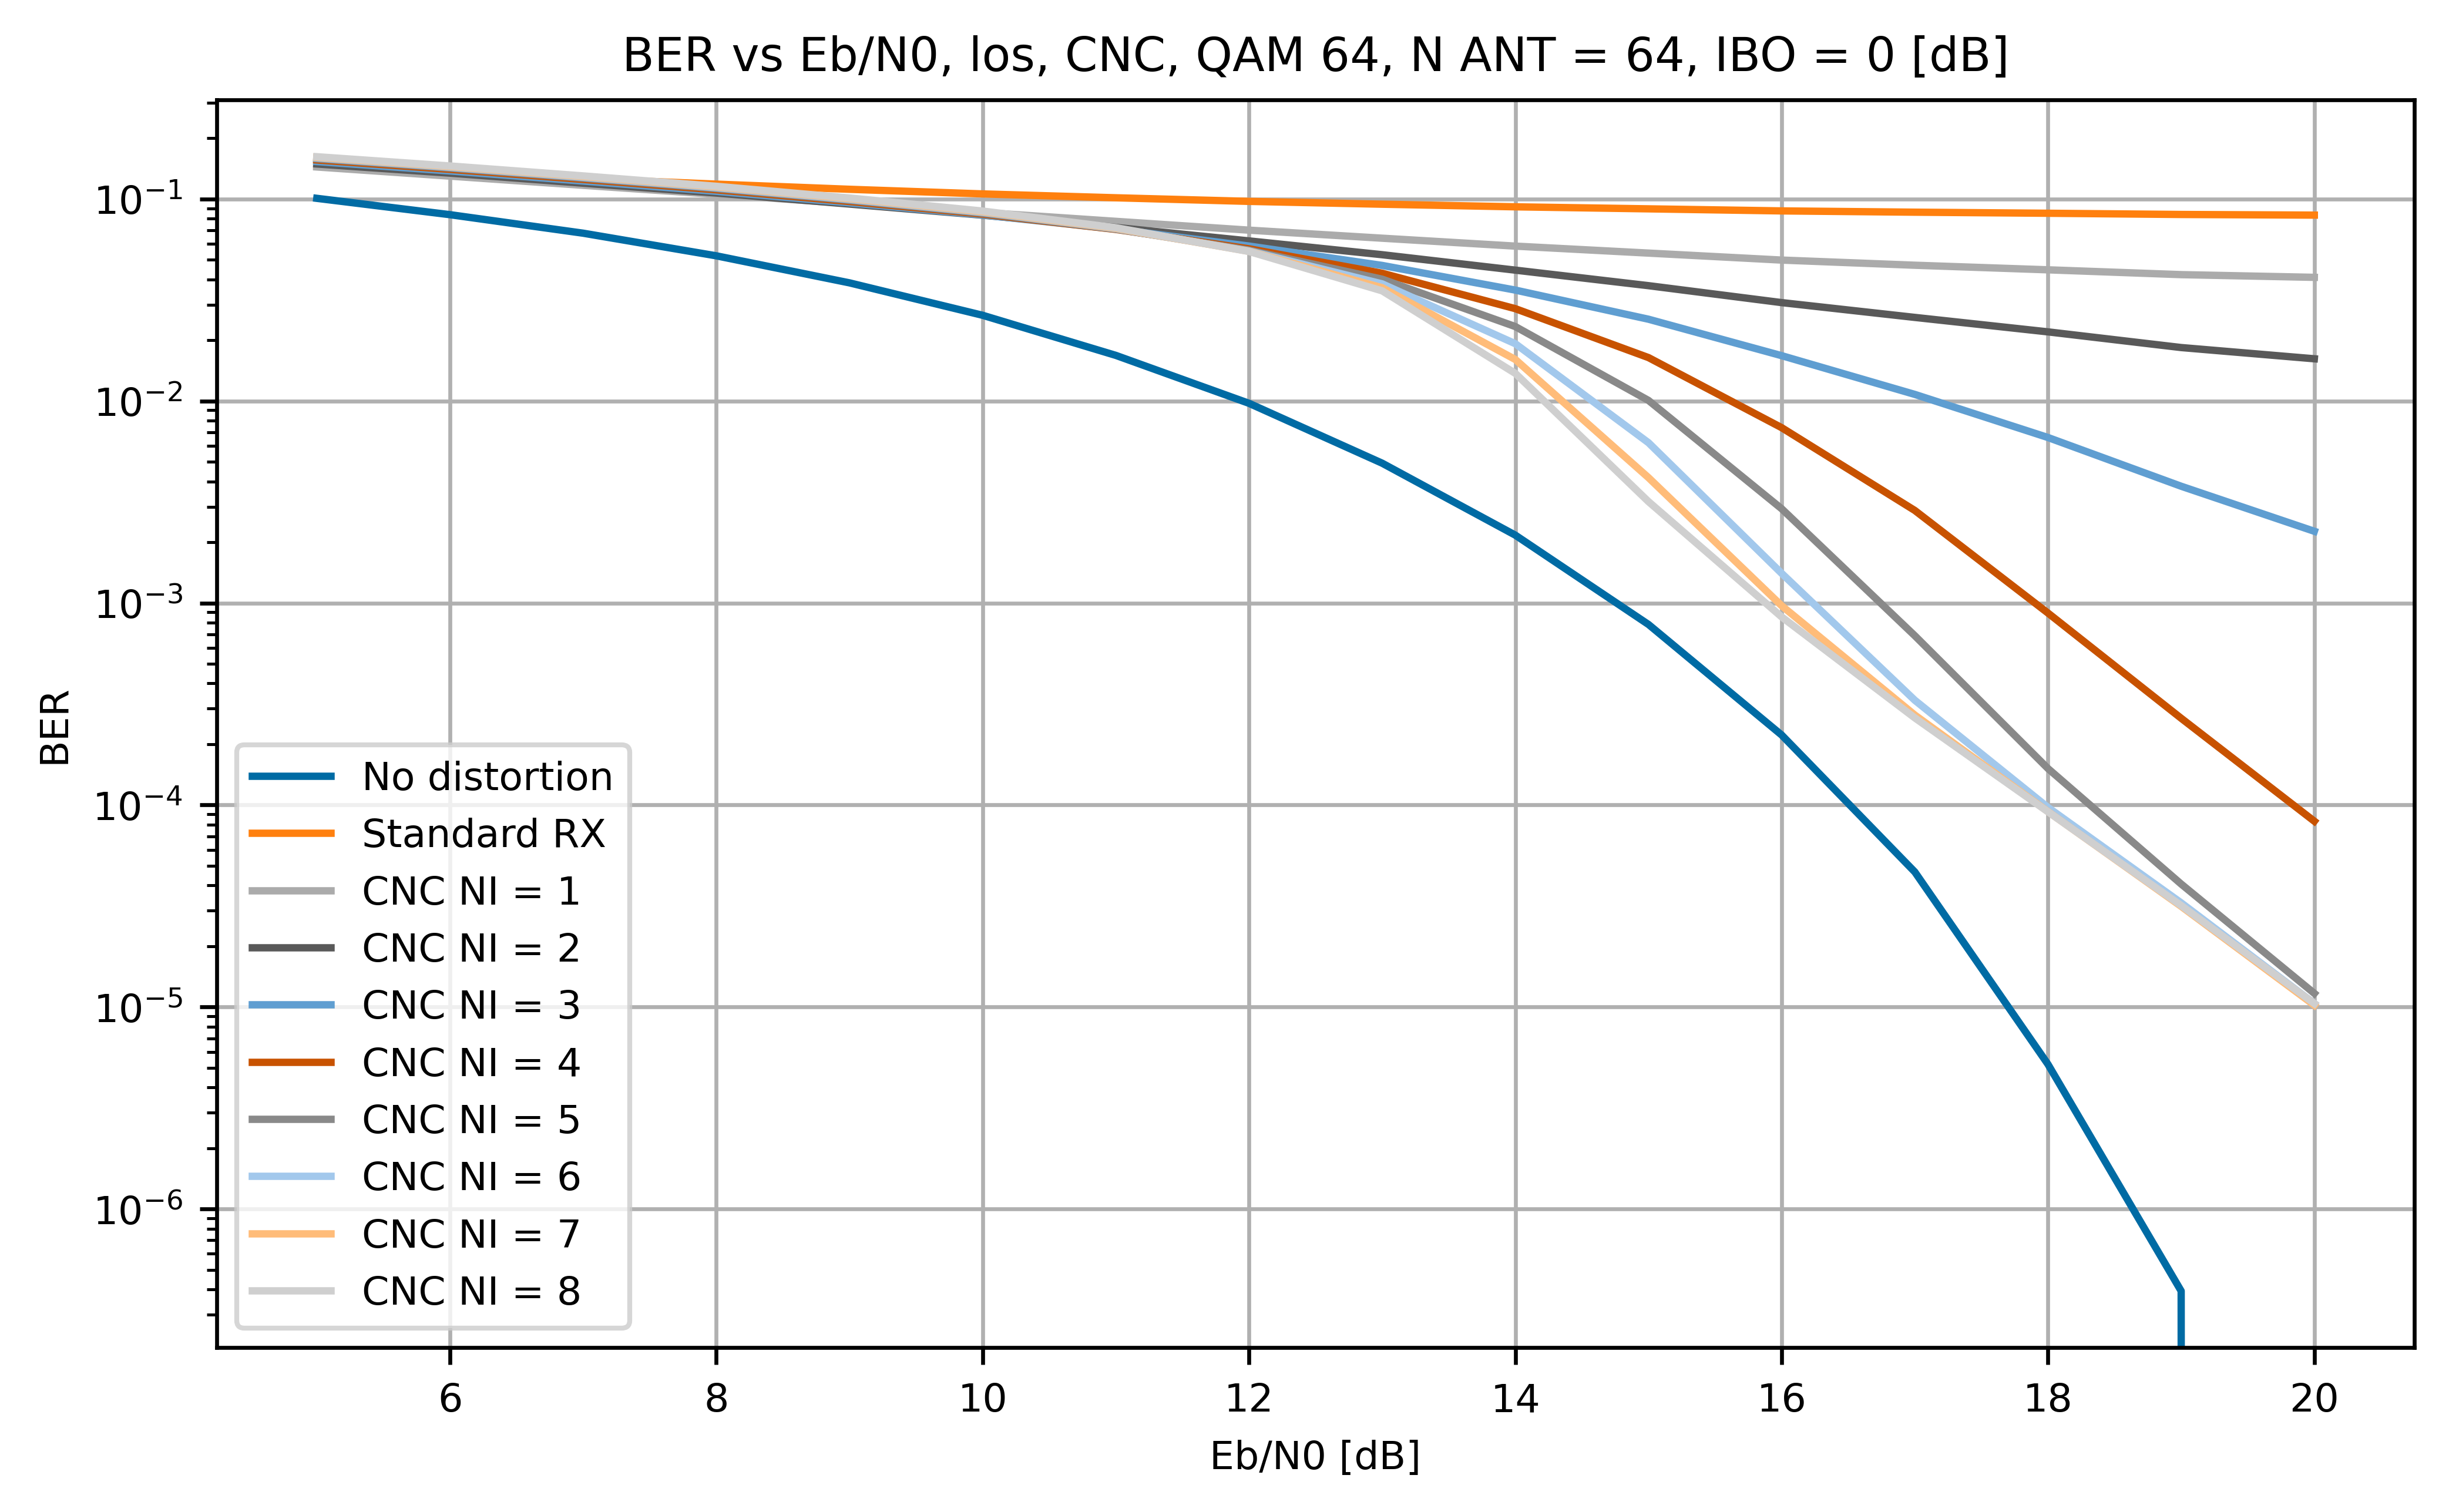 BER vs Eb/N0, los, CNC, QAM 64, N ANT = 64, IBO = 0 [dB]
BER
10⁻¹
10⁻²
10⁻³
10⁻⁴
10⁻⁵
10⁻⁶
No distortion
Standard RX
CNC NI = 1
CNC NI = 2
CNC NI = 3
CNC NI = 4
CNC NI = 5
CNC NI = 6
CNC NI = 7
CNC NI = 8
6 8 10 12 14 16 18 20
Eb/N0 [dB]